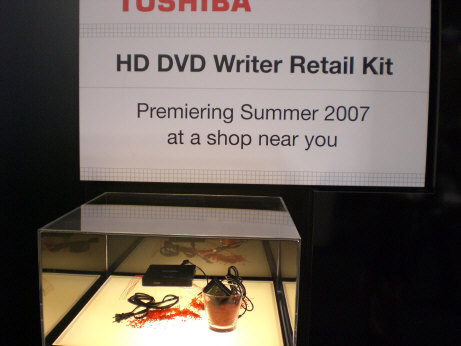 TOSHIBA
HD DVD Writer Retail Kit
Premiering Summer 2007
at a shop near you